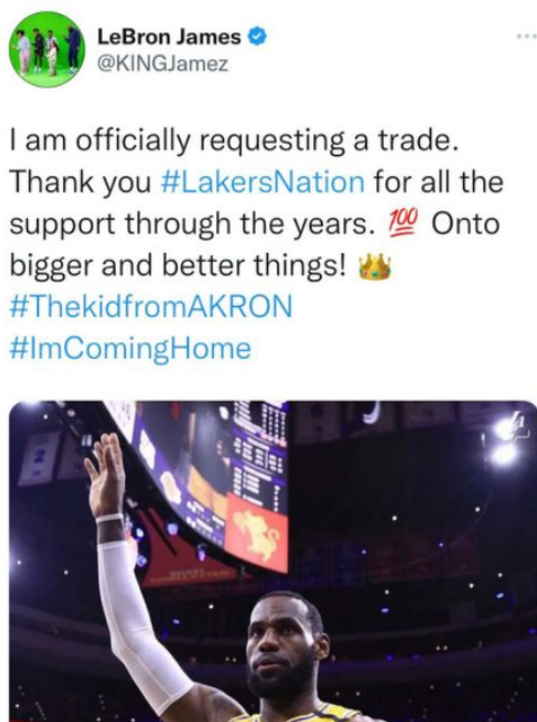 LeBron James
@KINGJamez
I am officially requesting a trade.
Thank you #LakersNation for all the
support through the years. 💯 Onto
bigger and better things! 👑
#ThekidfromAKRON
#ImComingHome